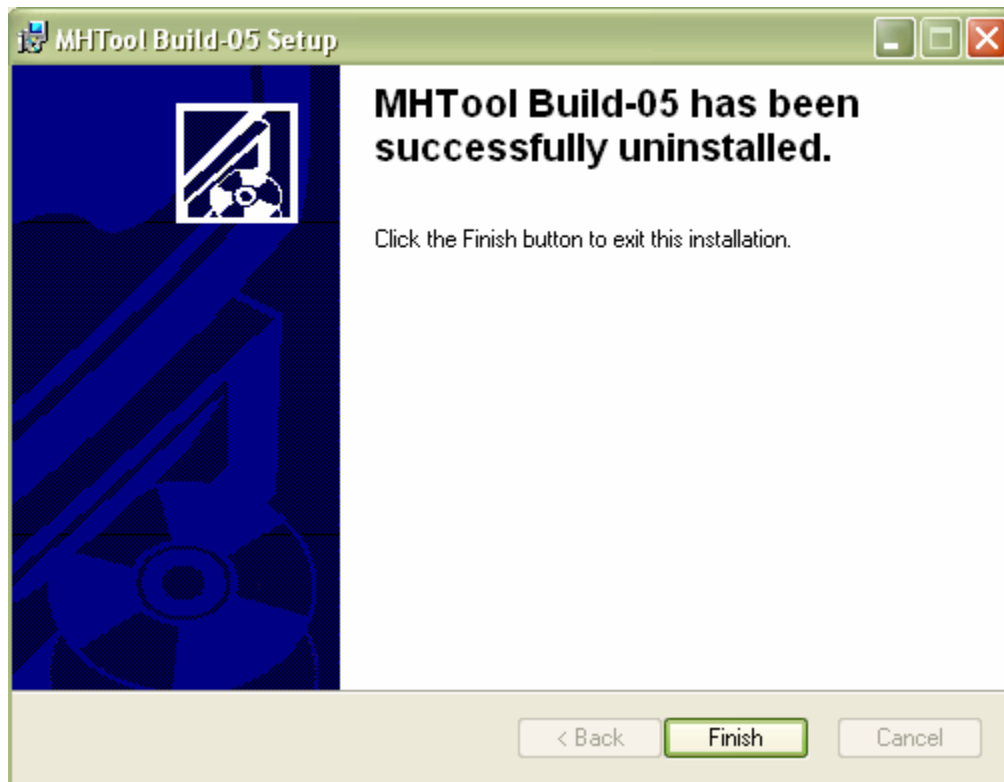 MHTool Build-05 Setup
MHTool Build-05 has been
successfully uninstalled.
Click the Finish button to exit this installation.
< Back
Finish
Cancel